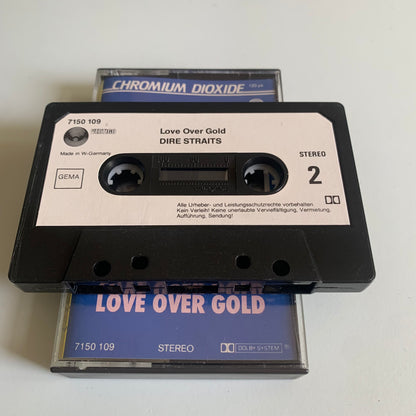 CHROMIUM DIOXIDE
7150 109
Love Over Gold
DIRE STRAITS
Made in W-Germany
STEREO
GEMA
2
Alle Urheber- und Leistungsschutzrechte vorbehalten.
Kein Verleih! Keine unerlaubte Vervielfältigung, Vermietung,
Aufführung, Sendung!
LOVE OVER GOLD
7150 109
STEREO
DOLBY SYSTEM